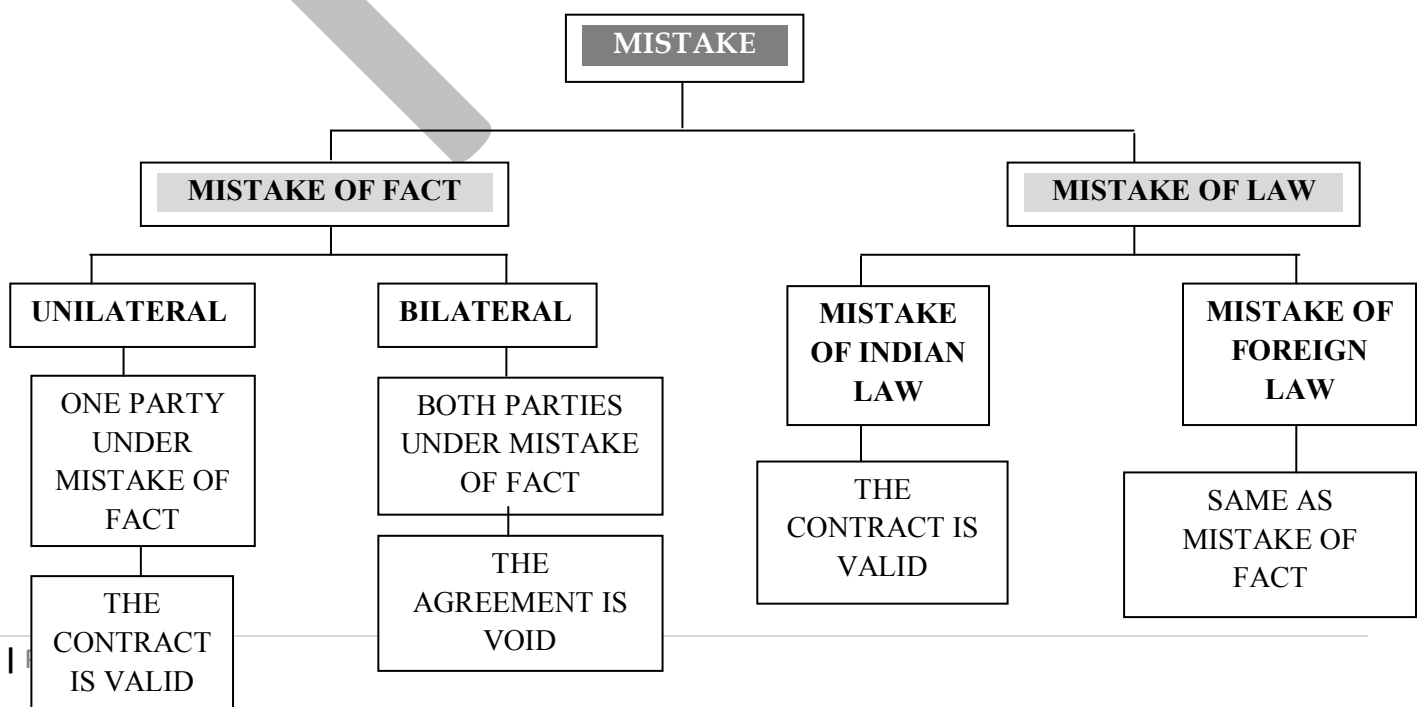 MISTAKE
MISTAKE OF FACT
MISTAKE OF LAW
UNILATERAL
BILATERAL
MISTAKE
OF INDIAN
LAW
MISTAKE OF
FOREIGN
LAW
ONE PARTY
UNDER
MISTAKE OF
FACT
BOTH PARTIES
UNDER MISTAKE
OF FACT
THE
CONTRACT IS
VALID
SAME AS
MISTAKE OF
FACT
THE
CONTRACT
IS VALID
THE
AGREEMENT IS
VOID